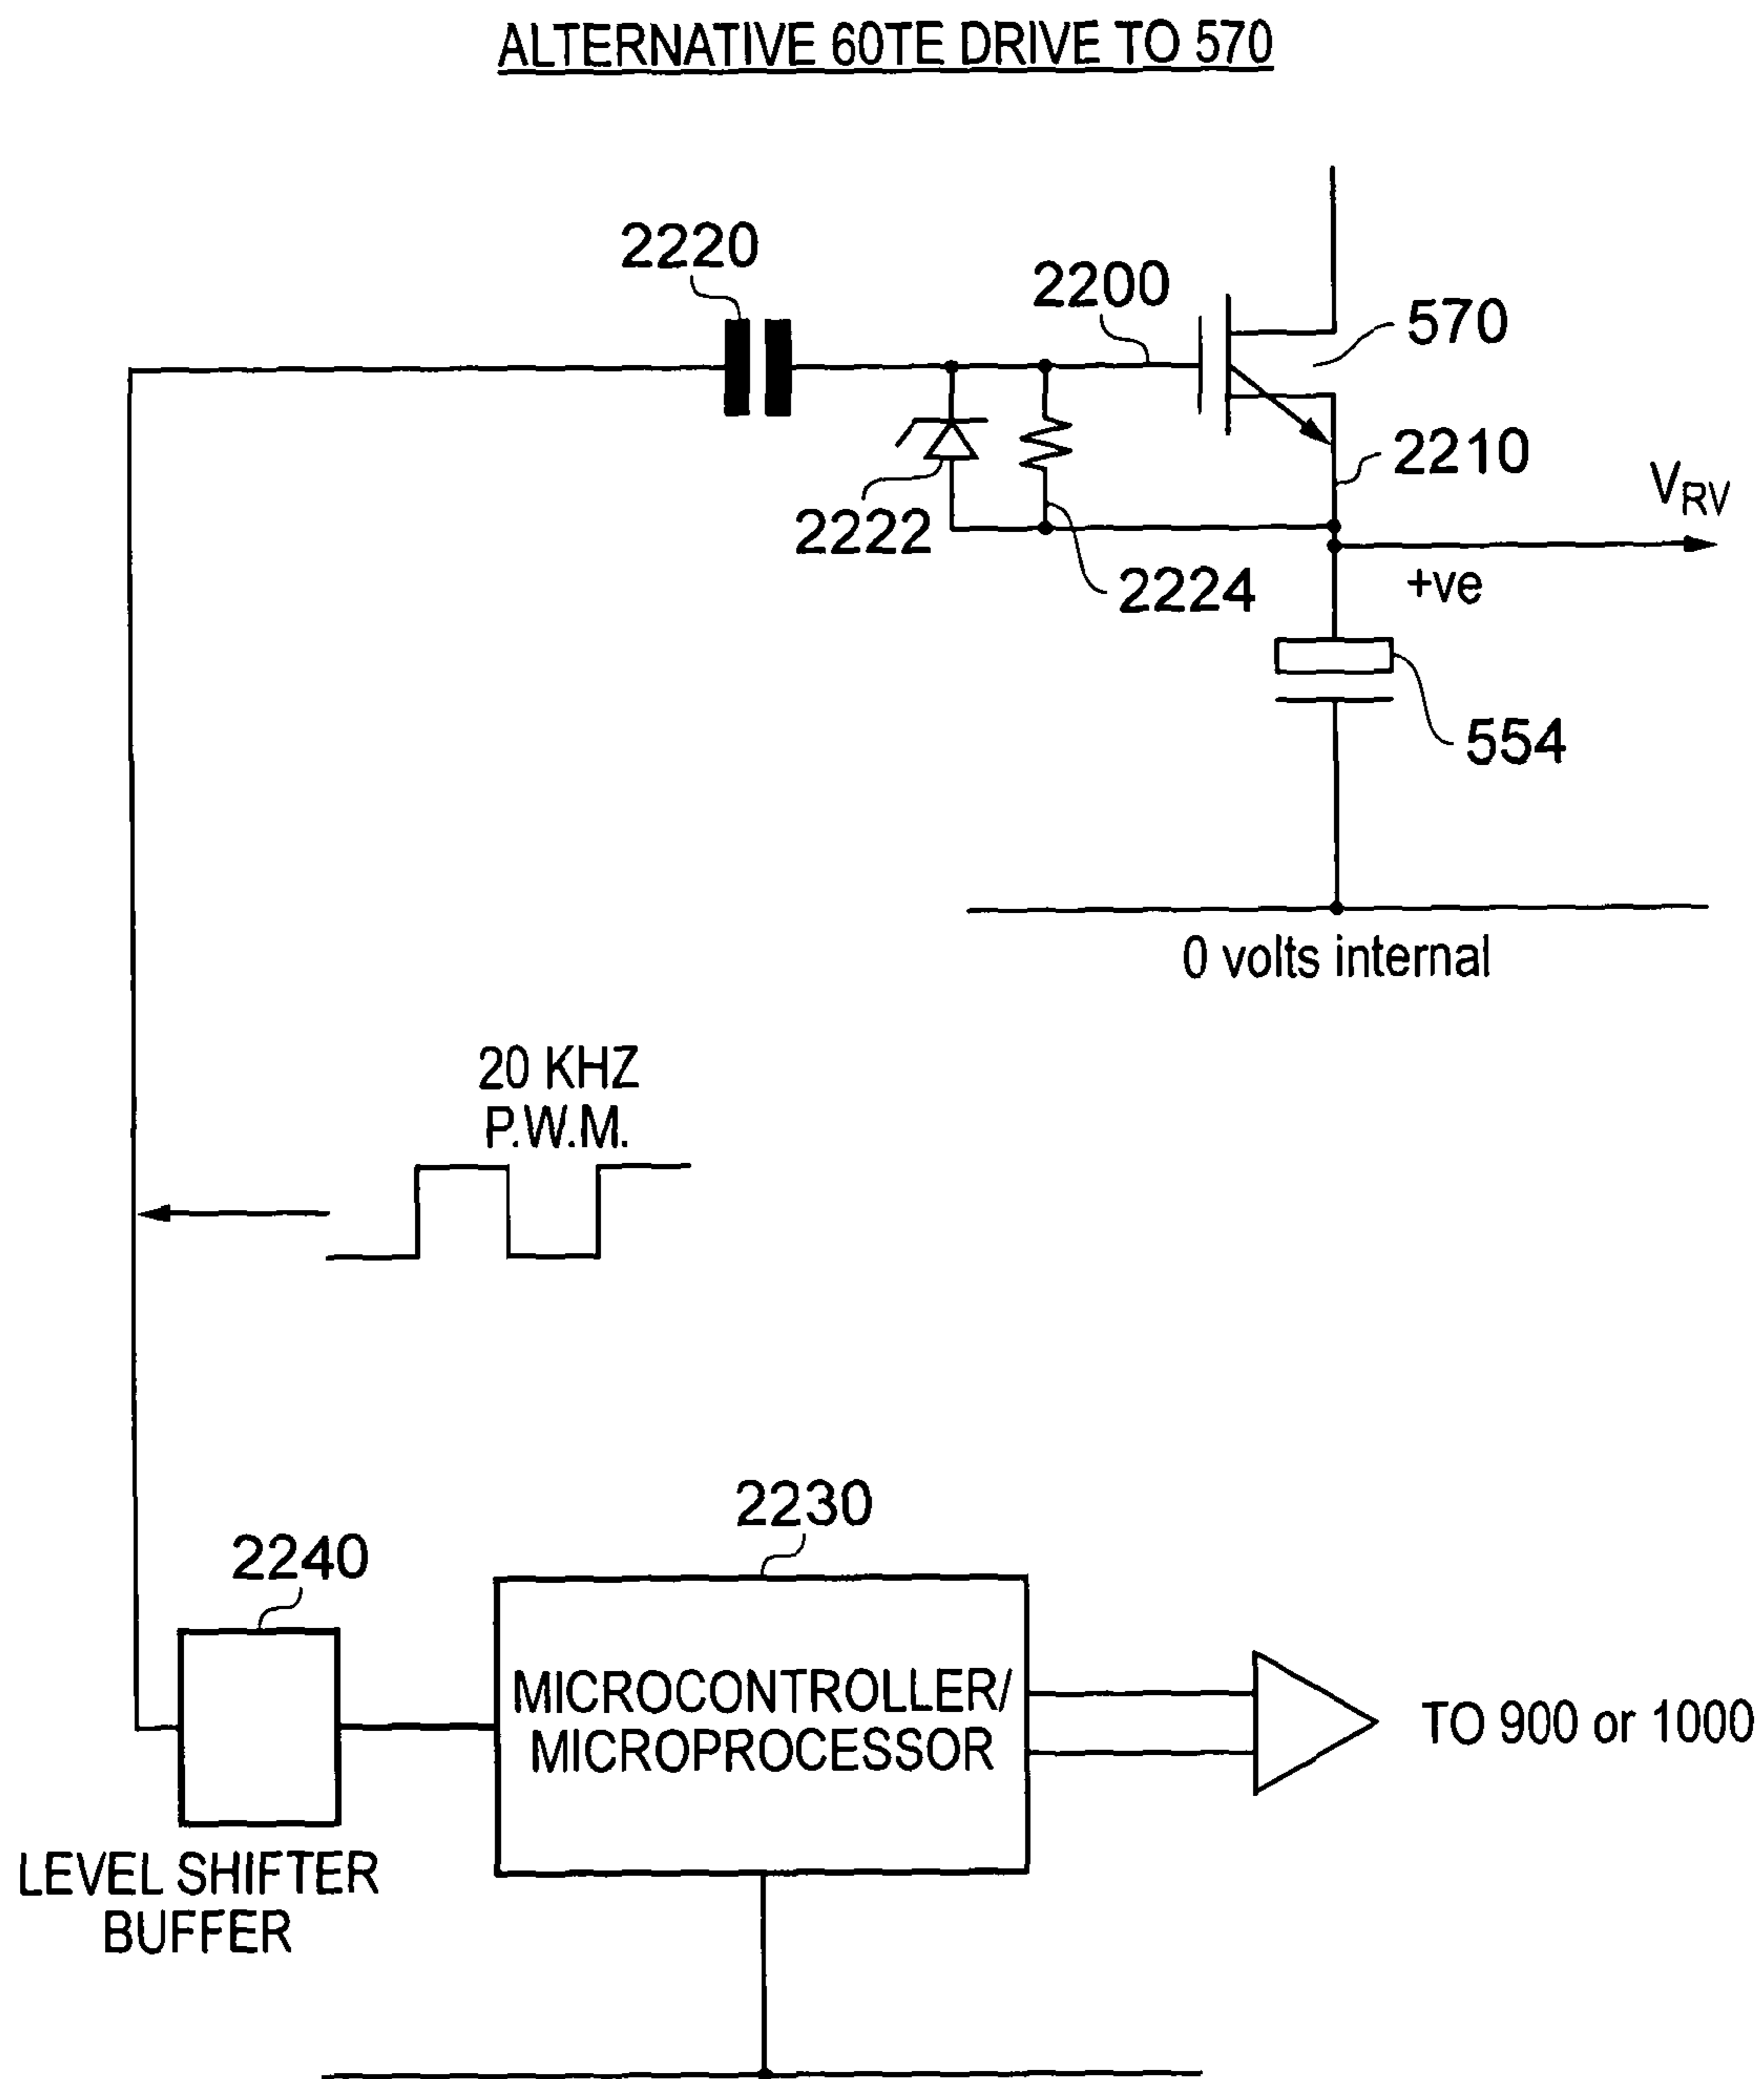 ALTERNATIVE 60TE DRIVE TO 570
2220
2200
570
2210
VRV
2222
2224
+ve
554
0 volts internal
20 KHZ
P.W.M.
2230
2240
MICROCONTROLLER/
MICROPROCESSOR
TO 900 or 1000
LEVEL SHIFTER
BUFFER